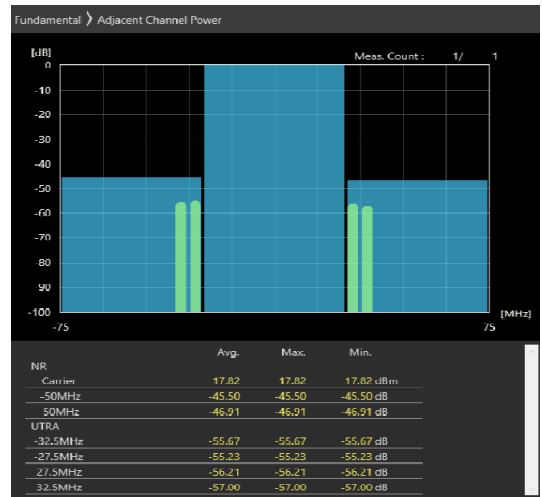 Fundamental ❯ Adjacent Channel Power
[dB]
Meas. Count : 1/ 1
0
-10
-20
-30
-40
-50
-60
-70
-80
90
-100
[MHz]
-75 75
Avg. Max. Min.
NR
Carrier 17.82 17.82 17.82 dBm
-50MHz -45.50 -45.50 -45.50 dB
50MHz -46.91 -46.91 -46.91 dB
UTRA
-32.5MHz -55.67 -55.67 -55.67 dB
-27.5MHz -55.23 -55.23 -55.23 dB
27.5MHz -56.21 -56.21 -56.21 dB
32.5MHz -57.00 -57.00 -57.00 dB